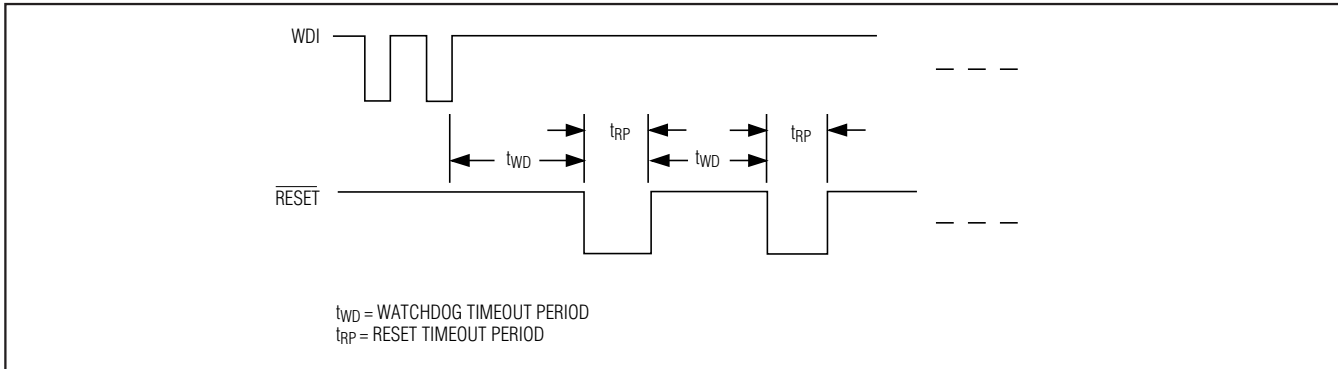 WDI
tRP tRP
tWD tWD
RESET
tWD = WATCHDOG TIMEOUT PERIOD
tRP = RESET TIMEOUT PERIOD